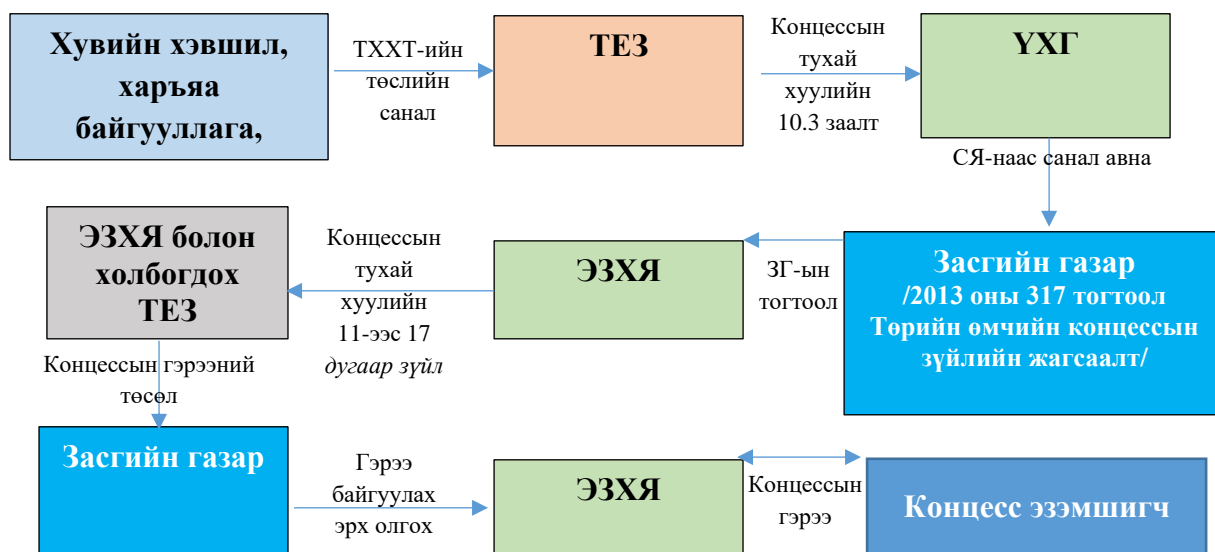 Хувийн хэвшил,
харъяа
байгууллага,
ТХХТ-ийн
төслийн
санал
ТЕЗ
Концессын
тухай
хуулийн
10.3 заалт
ҮХГ
СЯ-наас санал авна
Засгийн газар
/2013 оны 317 тогтоол
Төрийн өмчийн концессын
зүйлийн жагсаалт/
ЗГ-ын
тогтоол
ЭЗХЯ
Концессын
тухай
хуулийн
11-ээс 17
дугаар зүйл
ЭЗХЯ болон
холбогдох
ТЕЗ
Концессын гэрээний
төсөл
Засгийн газар
Гэрээ
байгуулах
эрх олгох
ЭЗХЯ
Концессын
гэрээ
Концесс эзэмшигч